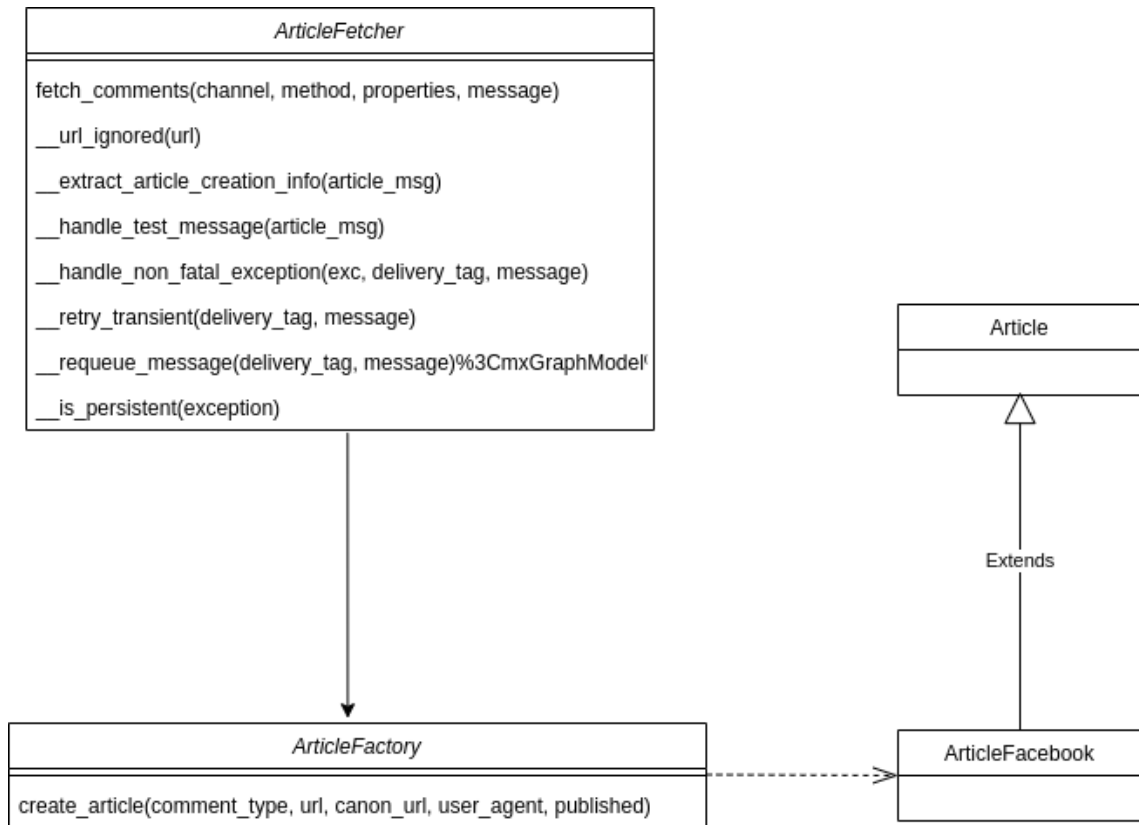 ArticleFetcher
fetch_comments(channel, method, properties, message)
__url_ignored(url)
__extract_article_creation_info(article_msg)
__handle_test_message(article_msg)
__handle_non_fatal_exception(exc, delivery_tag, message)
__retry_transient(delivery_tag, message)
__requeue_message(delivery_tag, message)%3CmxGraphModel
__is_persistent(exception)
Article
Extends
ArticleFactory
create_article(comment_type, url, canon_url, user_agent, published)
ArticleFacebook